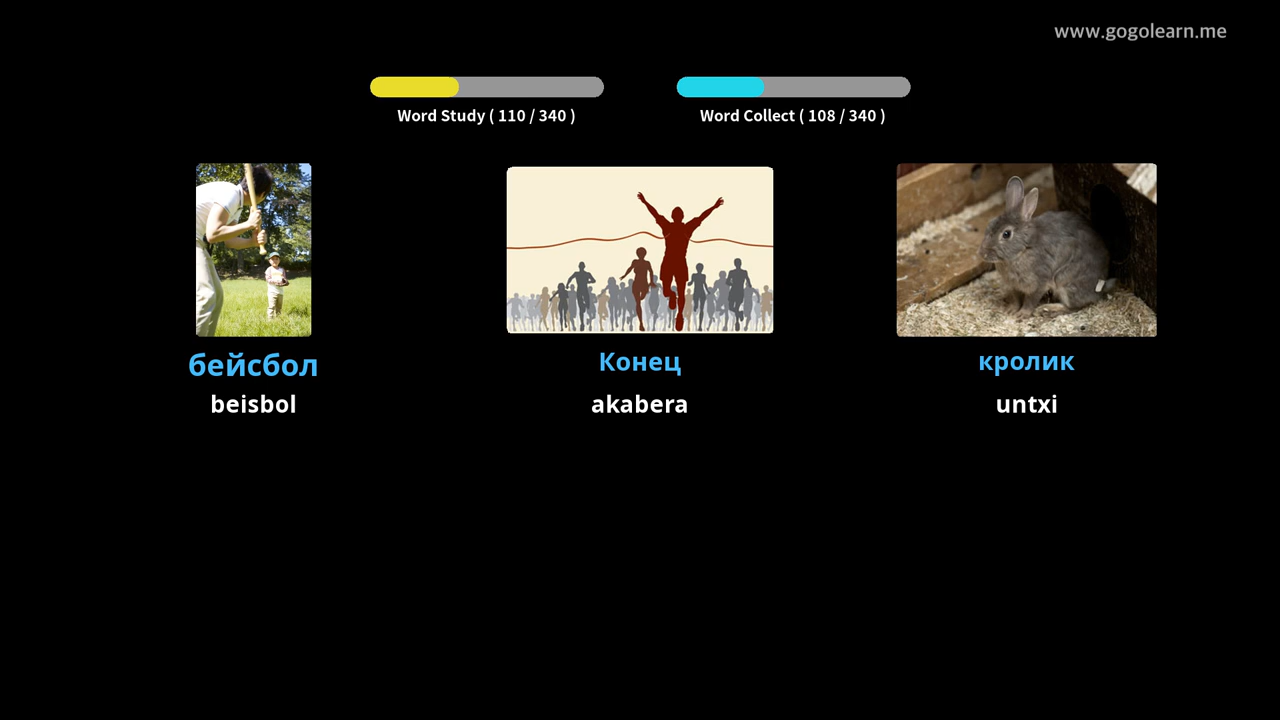 www.gogolearn.me
Word Study ( 110 / 340 )
Word Collect ( 108 / 340 )
бейсбол
Конец
кролик
beisbol
akabera
untxi